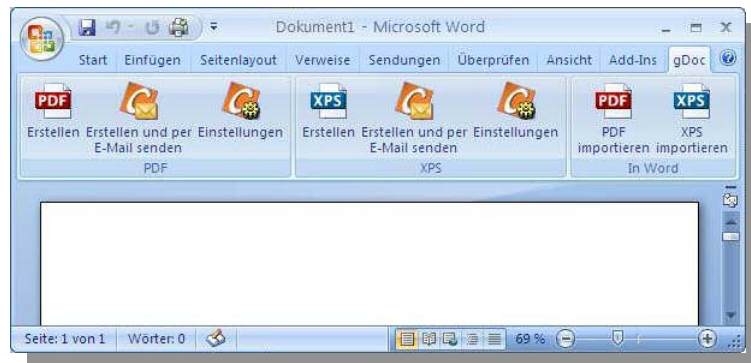 Dokument1 - Microsoft Word
Start Einfügen Seitenlayout Verweise Sendungen Überprüfen Ansicht Add-Ins gDoc
PDF XPS PDF XPS
Erstellen Erstellen und per Einstellungen Erstellen Erstellen und per Einstellungen PDF XPS
E-Mail senden E-Mail senden importieren importieren
PDF XPS In Word
Seite: 1 von 1 Wörter: 0 69 %